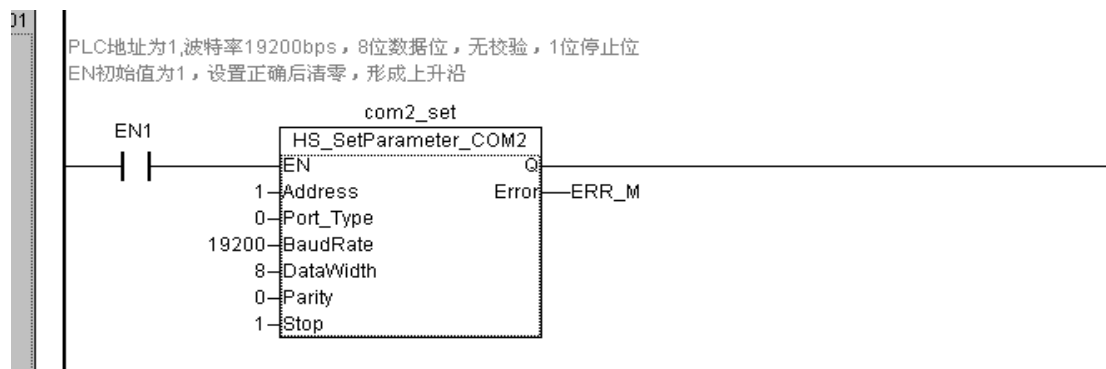 01
PLC地址为1,波特率19200bps，8位数据位，无校验，1位停止位
EN初始值为1，设置正确后清零，形成上升沿
com2_set
EN1
HS_SetParameter_COM2
EN Q
1 Address Error ERR_M
0 Port_Type
19200 BaudRate
8 DataWidth
0 Parity
1 Stop